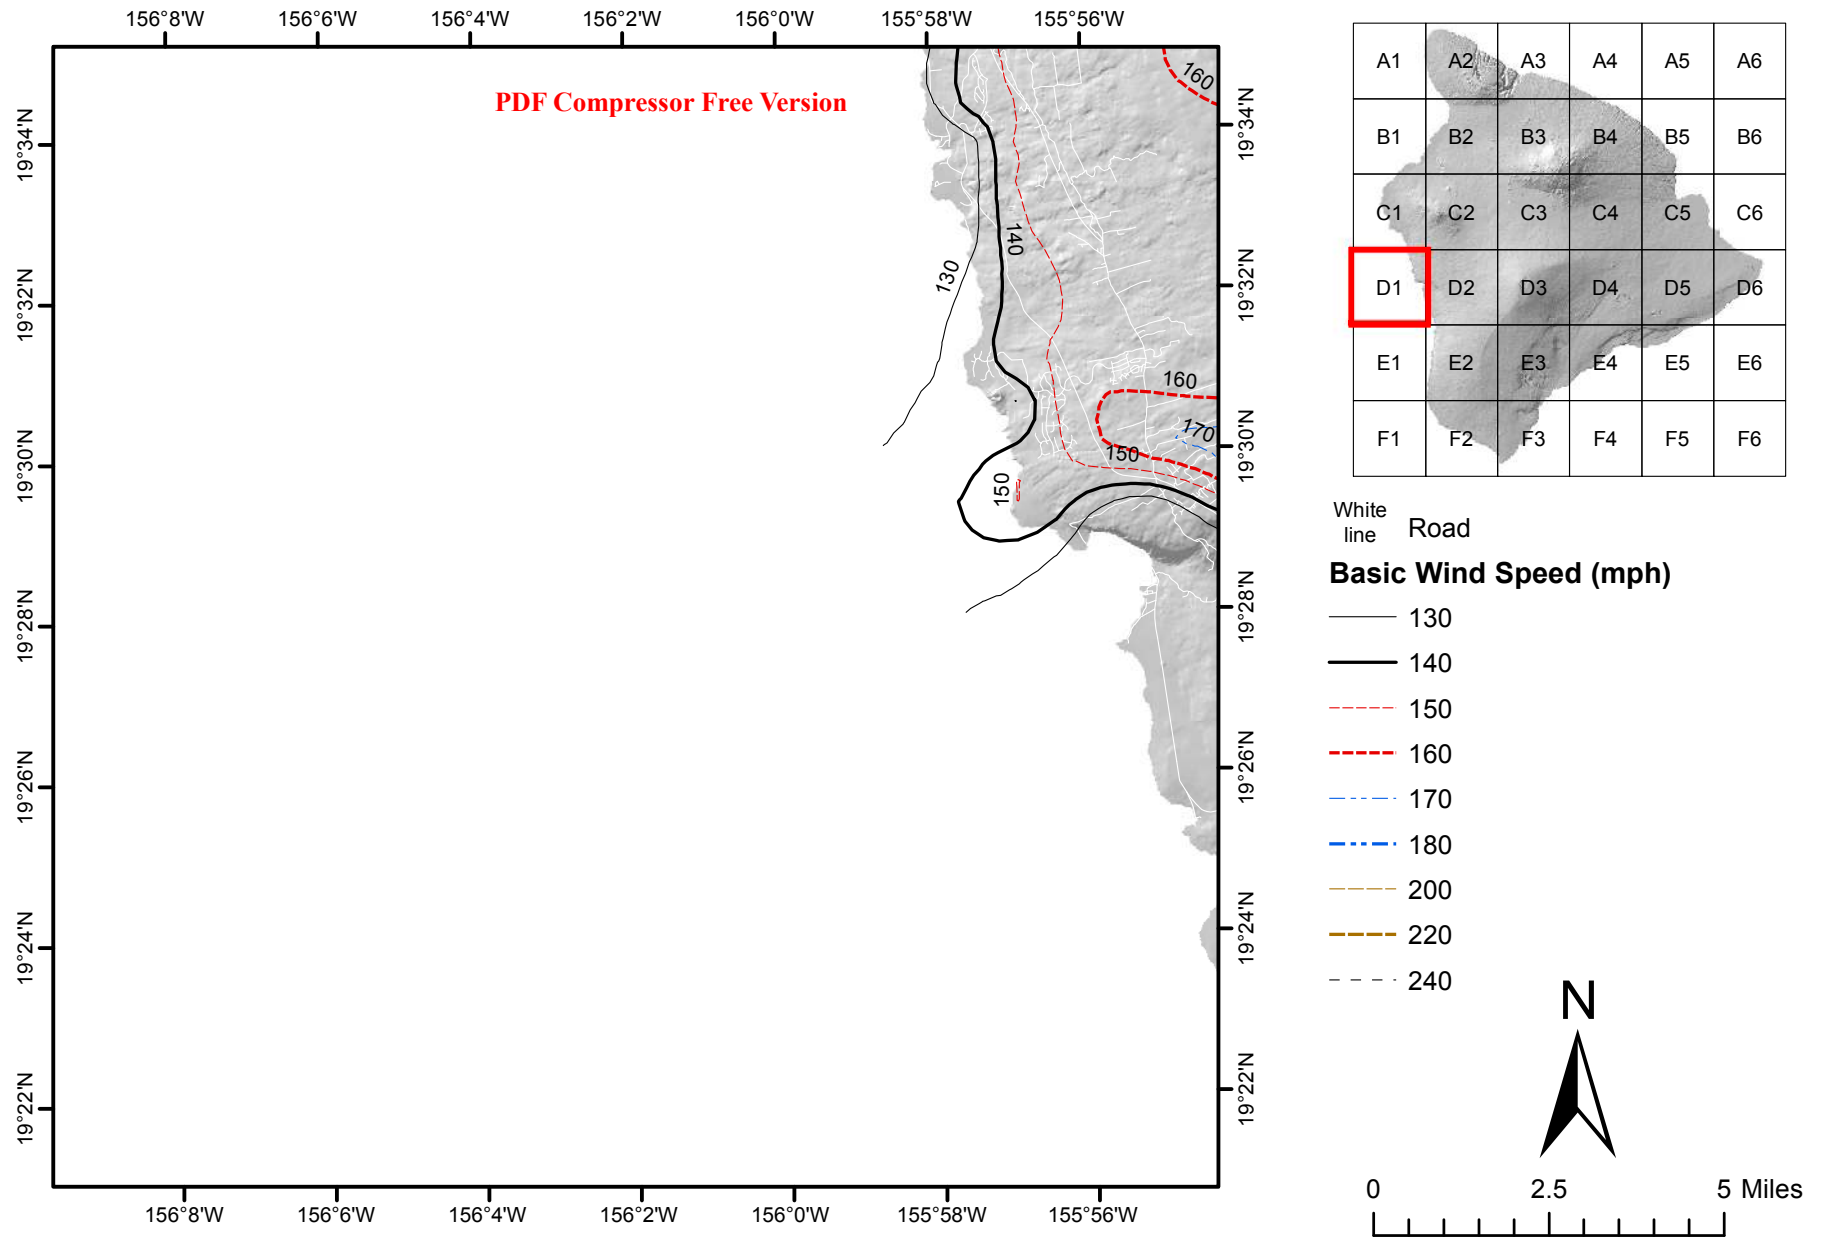 156°8'W 156°6'W 156°4'W 156°2'W 156°0'W 155°58'W 155°56'W
PDF Compressor Free Version
19°34'N
19°32'N
19°30'N
19°28'N
19°26'N
19°24'N
19°22'N
160
140
130
160
170
150
150
19°34'N
19°32'N
19°30'N
19°28'N
19°26'N
19°24'N
19°22'N
156°8'W 156°6'W 156°4'W 156°2'W 156°0'W 155°58'W 155°56'W
A1 A2 A3 A4 A5 A6
B1 B2 B3 B4 B5 B6
C1 C2 C3 C4 C5 C6
D1 D2 D3 D4 D5 D6
E1 E2 E3 E4 E5 E6
F1 F2 F3 F4 F5 F6
White
line Road
Basic Wind Speed (mph)
130
140
150
160
170
180
200
220
240
N
0 2.5 5 Miles